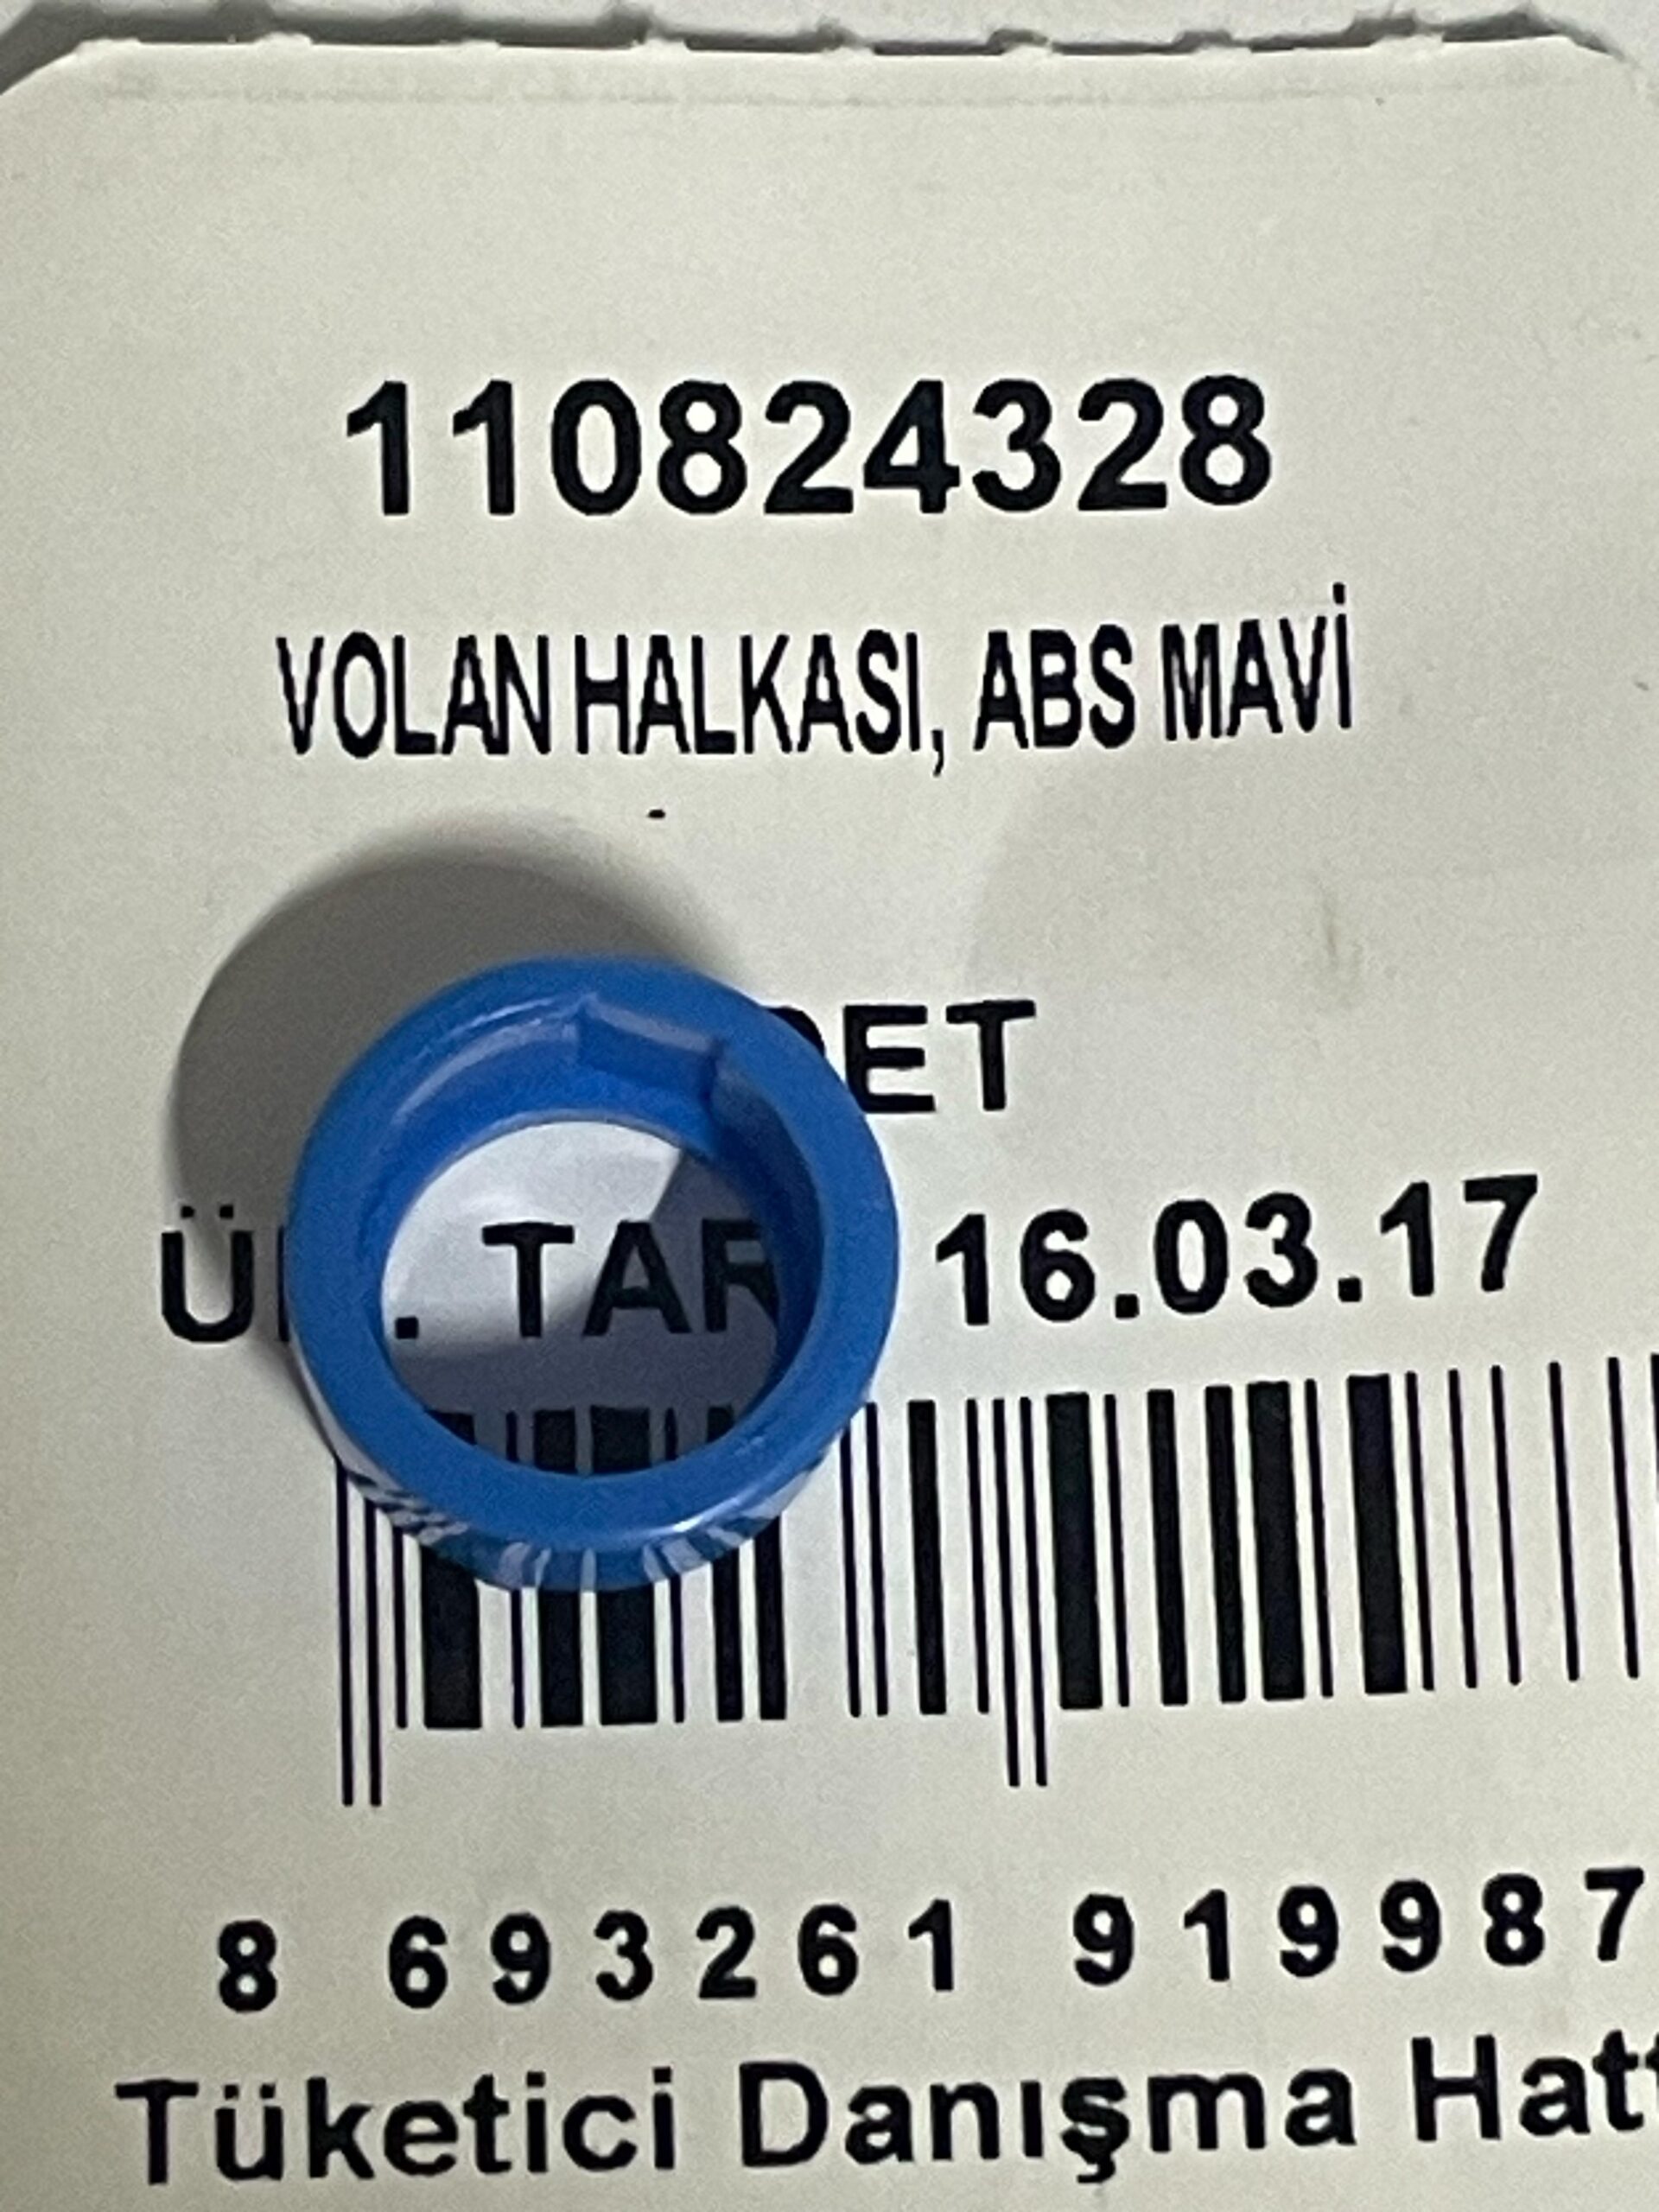 110824328
VOLAN HALKASI, ABS MAVİ
-
16.03.17
8 693261 919987
Tüketici Danışma